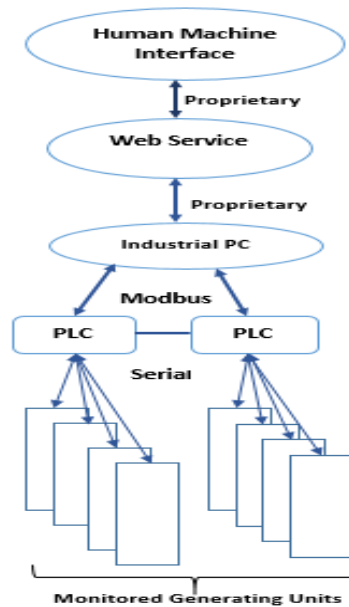 Human Machine
Interface
Proprietary
Web Service
Proprietary
Industrial PC
Modbus
PLC
PLC
Serial
Monitored Generating Units